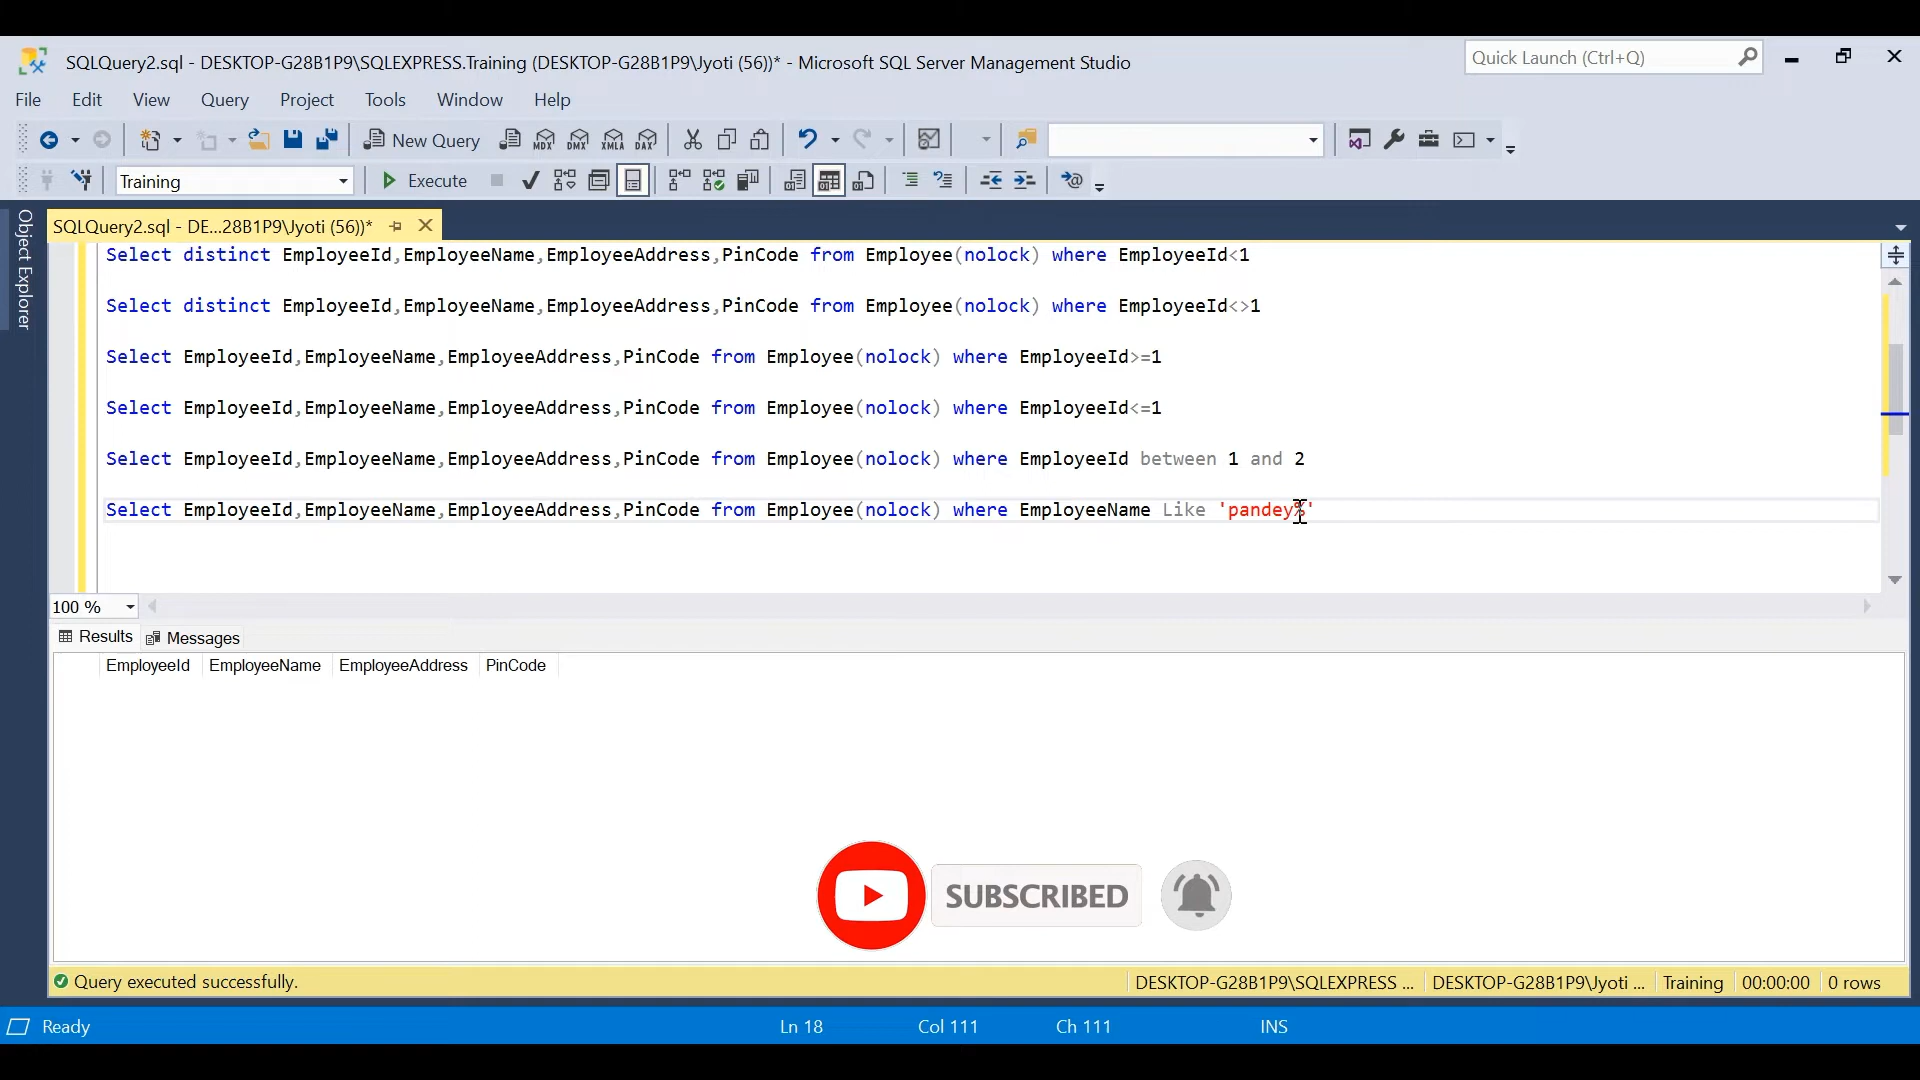 SQLQuery2.sql - DESKTOP-G28B1P9\SQLEXPRESS.Training (DESKTOP-G28B1P9\Jyoti (56))* - Microsoft SQL Server Management Studio
Quick Launch (Ctrl+Q)
File Edit View Query Project Tools Window Help
New Query MDX DMX XMLA DAX
Training Execute
SQLQuery2.sql - DE...28B1P9\Jyoti (56))*
Object Explorer
Select distinct EmployeeId,EmployeeName,EmployeeAddress,PinCode from Employee(nolock) where EmployeeId<1
Select distinct EmployeeId,EmployeeName,EmployeeAddress,PinCode from Employee(nolock) where EmployeeId<>1
Select EmployeeId,EmployeeName,EmployeeAddress,PinCode from Employee(nolock) where EmployeeId>=1
Select EmployeeId,EmployeeName,EmployeeAddress,PinCode from Employee(nolock) where EmployeeId<=1
Select EmployeeId,EmployeeName,EmployeeAddress,PinCode from Employee(nolock) where EmployeeId between 1 and 2
Select EmployeeId,EmployeeName,EmployeeAddress,PinCode from Employee(nolock) where EmployeeName Like 'pandey%'
100 %
Results Messages
EmployeeId EmployeeName EmployeeAddress PinCode
SUBSCRIBED
Query executed successfully. DESKTOP-G28B1P9\SQLEXPRESS ... DESKTOP-G28B1P9\Jyoti ... Training 00:00:00 0 rows
Ready Ln 18 Col 111 Ch 111 INS